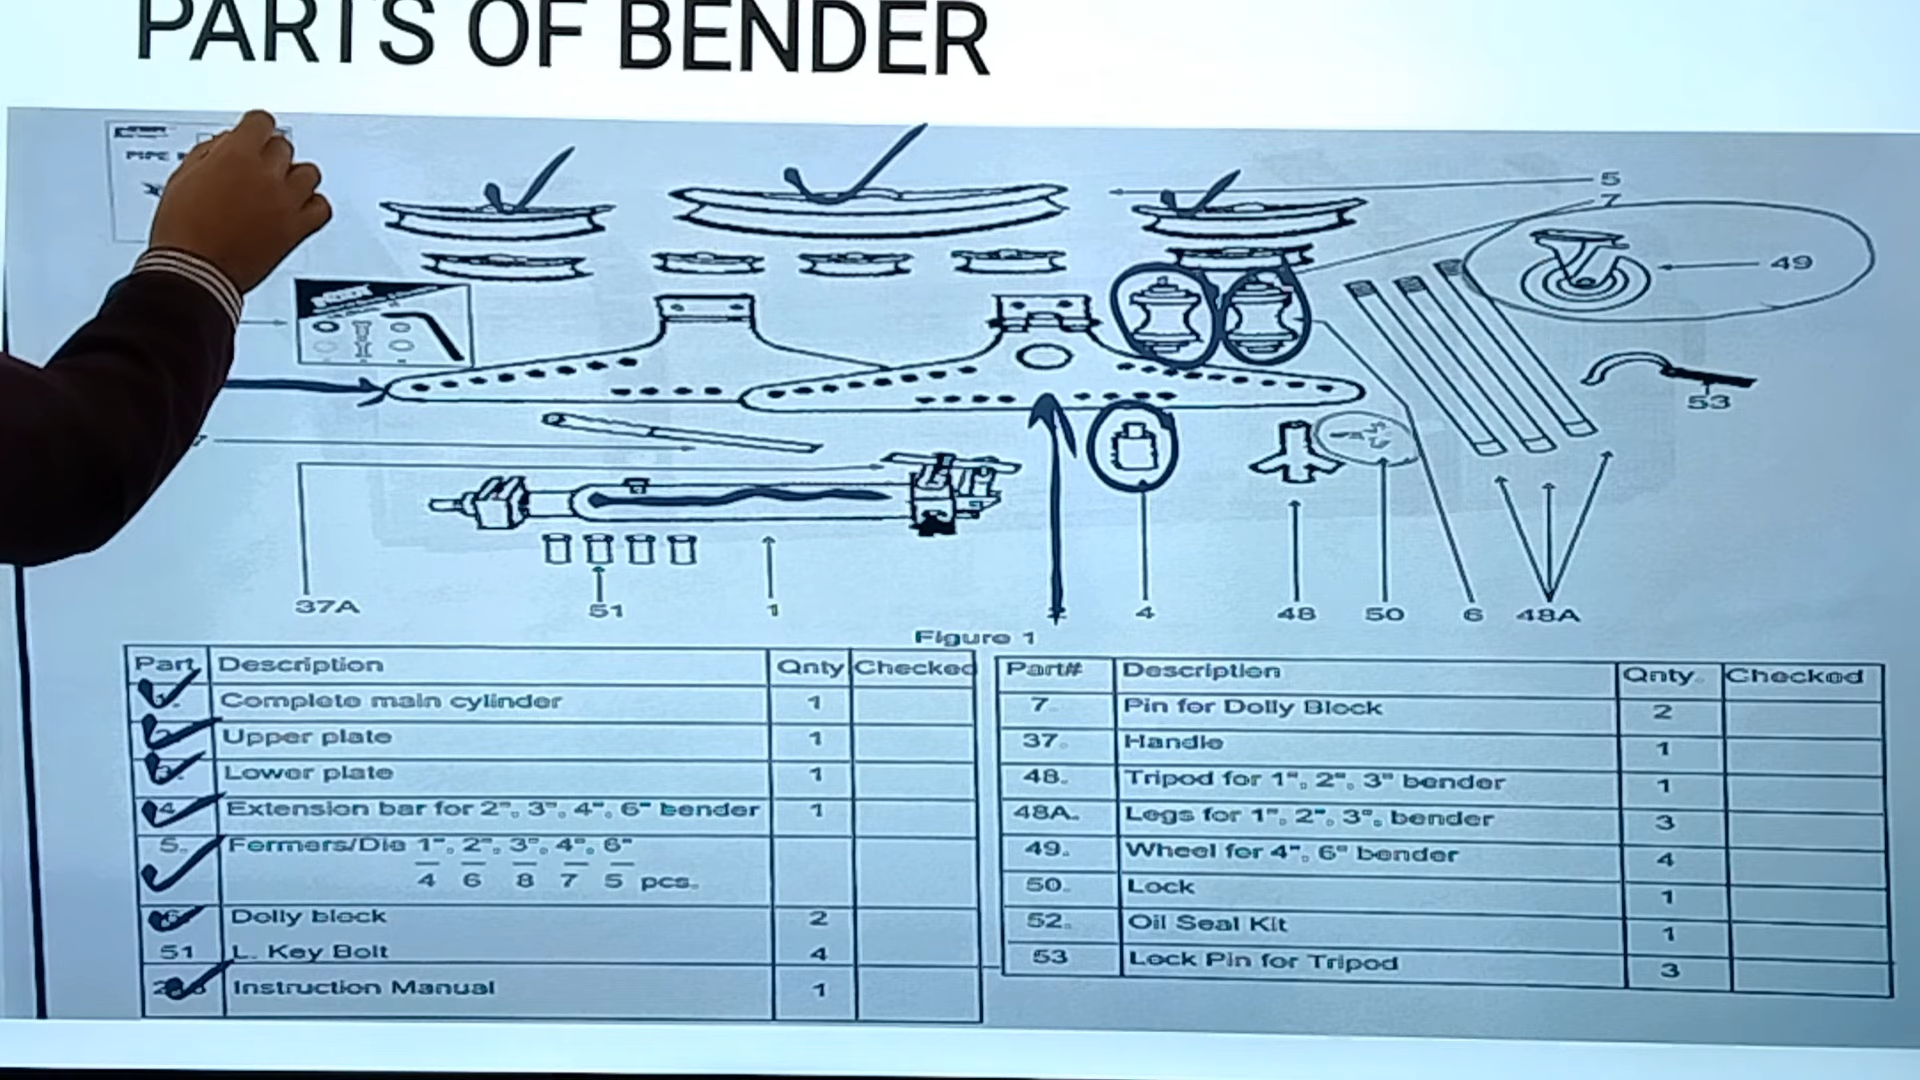 PARTS OF BENDER
PIPE
5
7
49
53
37A
51
1
4
48
50
6
48A
Figure 1
Part Description Qnty Checked
Complete main cylinder 1
Upper plate 1
Lower plate 1
4 Extension bar for 2", 3", 4", 6" bender 1
5. Formers/Die 1", 2", 3", 4", 6"
4 6 8 7 5 pcs.
6 Dolly block 2
51 L. Key Bolt 4
Instruction Manual 1
Part# Description Qnty. Checked
7. Pin for Dolly Block 2
37. Handle 1
48. Tripod for 1", 2", 3" bender 1
48A. Legs for 1", 2", 3", bender 3
49. Wheel for 4", 6" bender 4
50. Lock 1
52. Oil Seal Kit 1
53 Lock Pin for Tripod 3